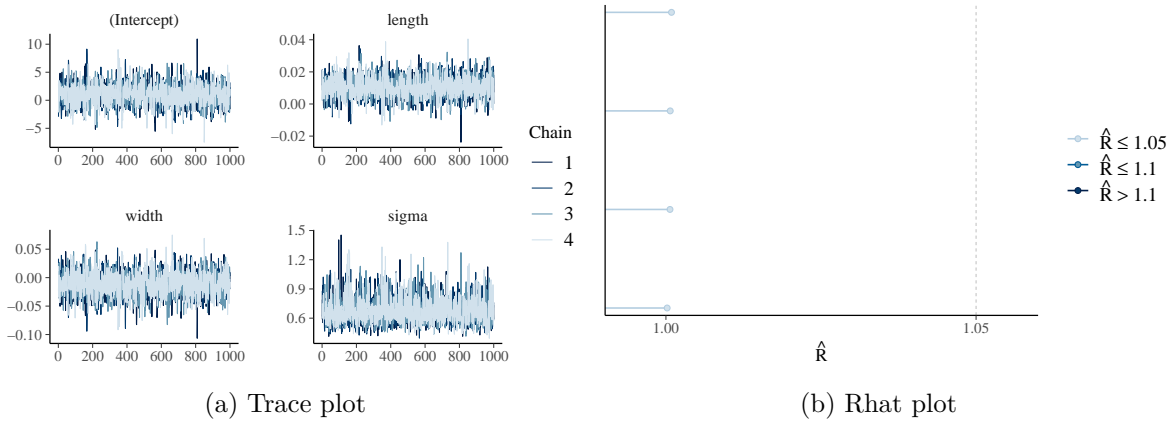 (Intercept)
10
5
0
−5
0 200 400 600 800 1000
length
0.04
0.02
0.00
−0.02
0 200 400 600 800 1000
width
0.05
0.00
−0.05
−0.10
0 200 400 600 800 1000
sigma
1.5
1.2
0.9
0.6
0 200 400 600 800 1000
Chain
1
2
3
4
(a) Trace plot
1.00 1.05
R̂
R̂ ≤ 1.05
R̂ ≤ 1.1
R̂ > 1.1
(b) Rhat plot